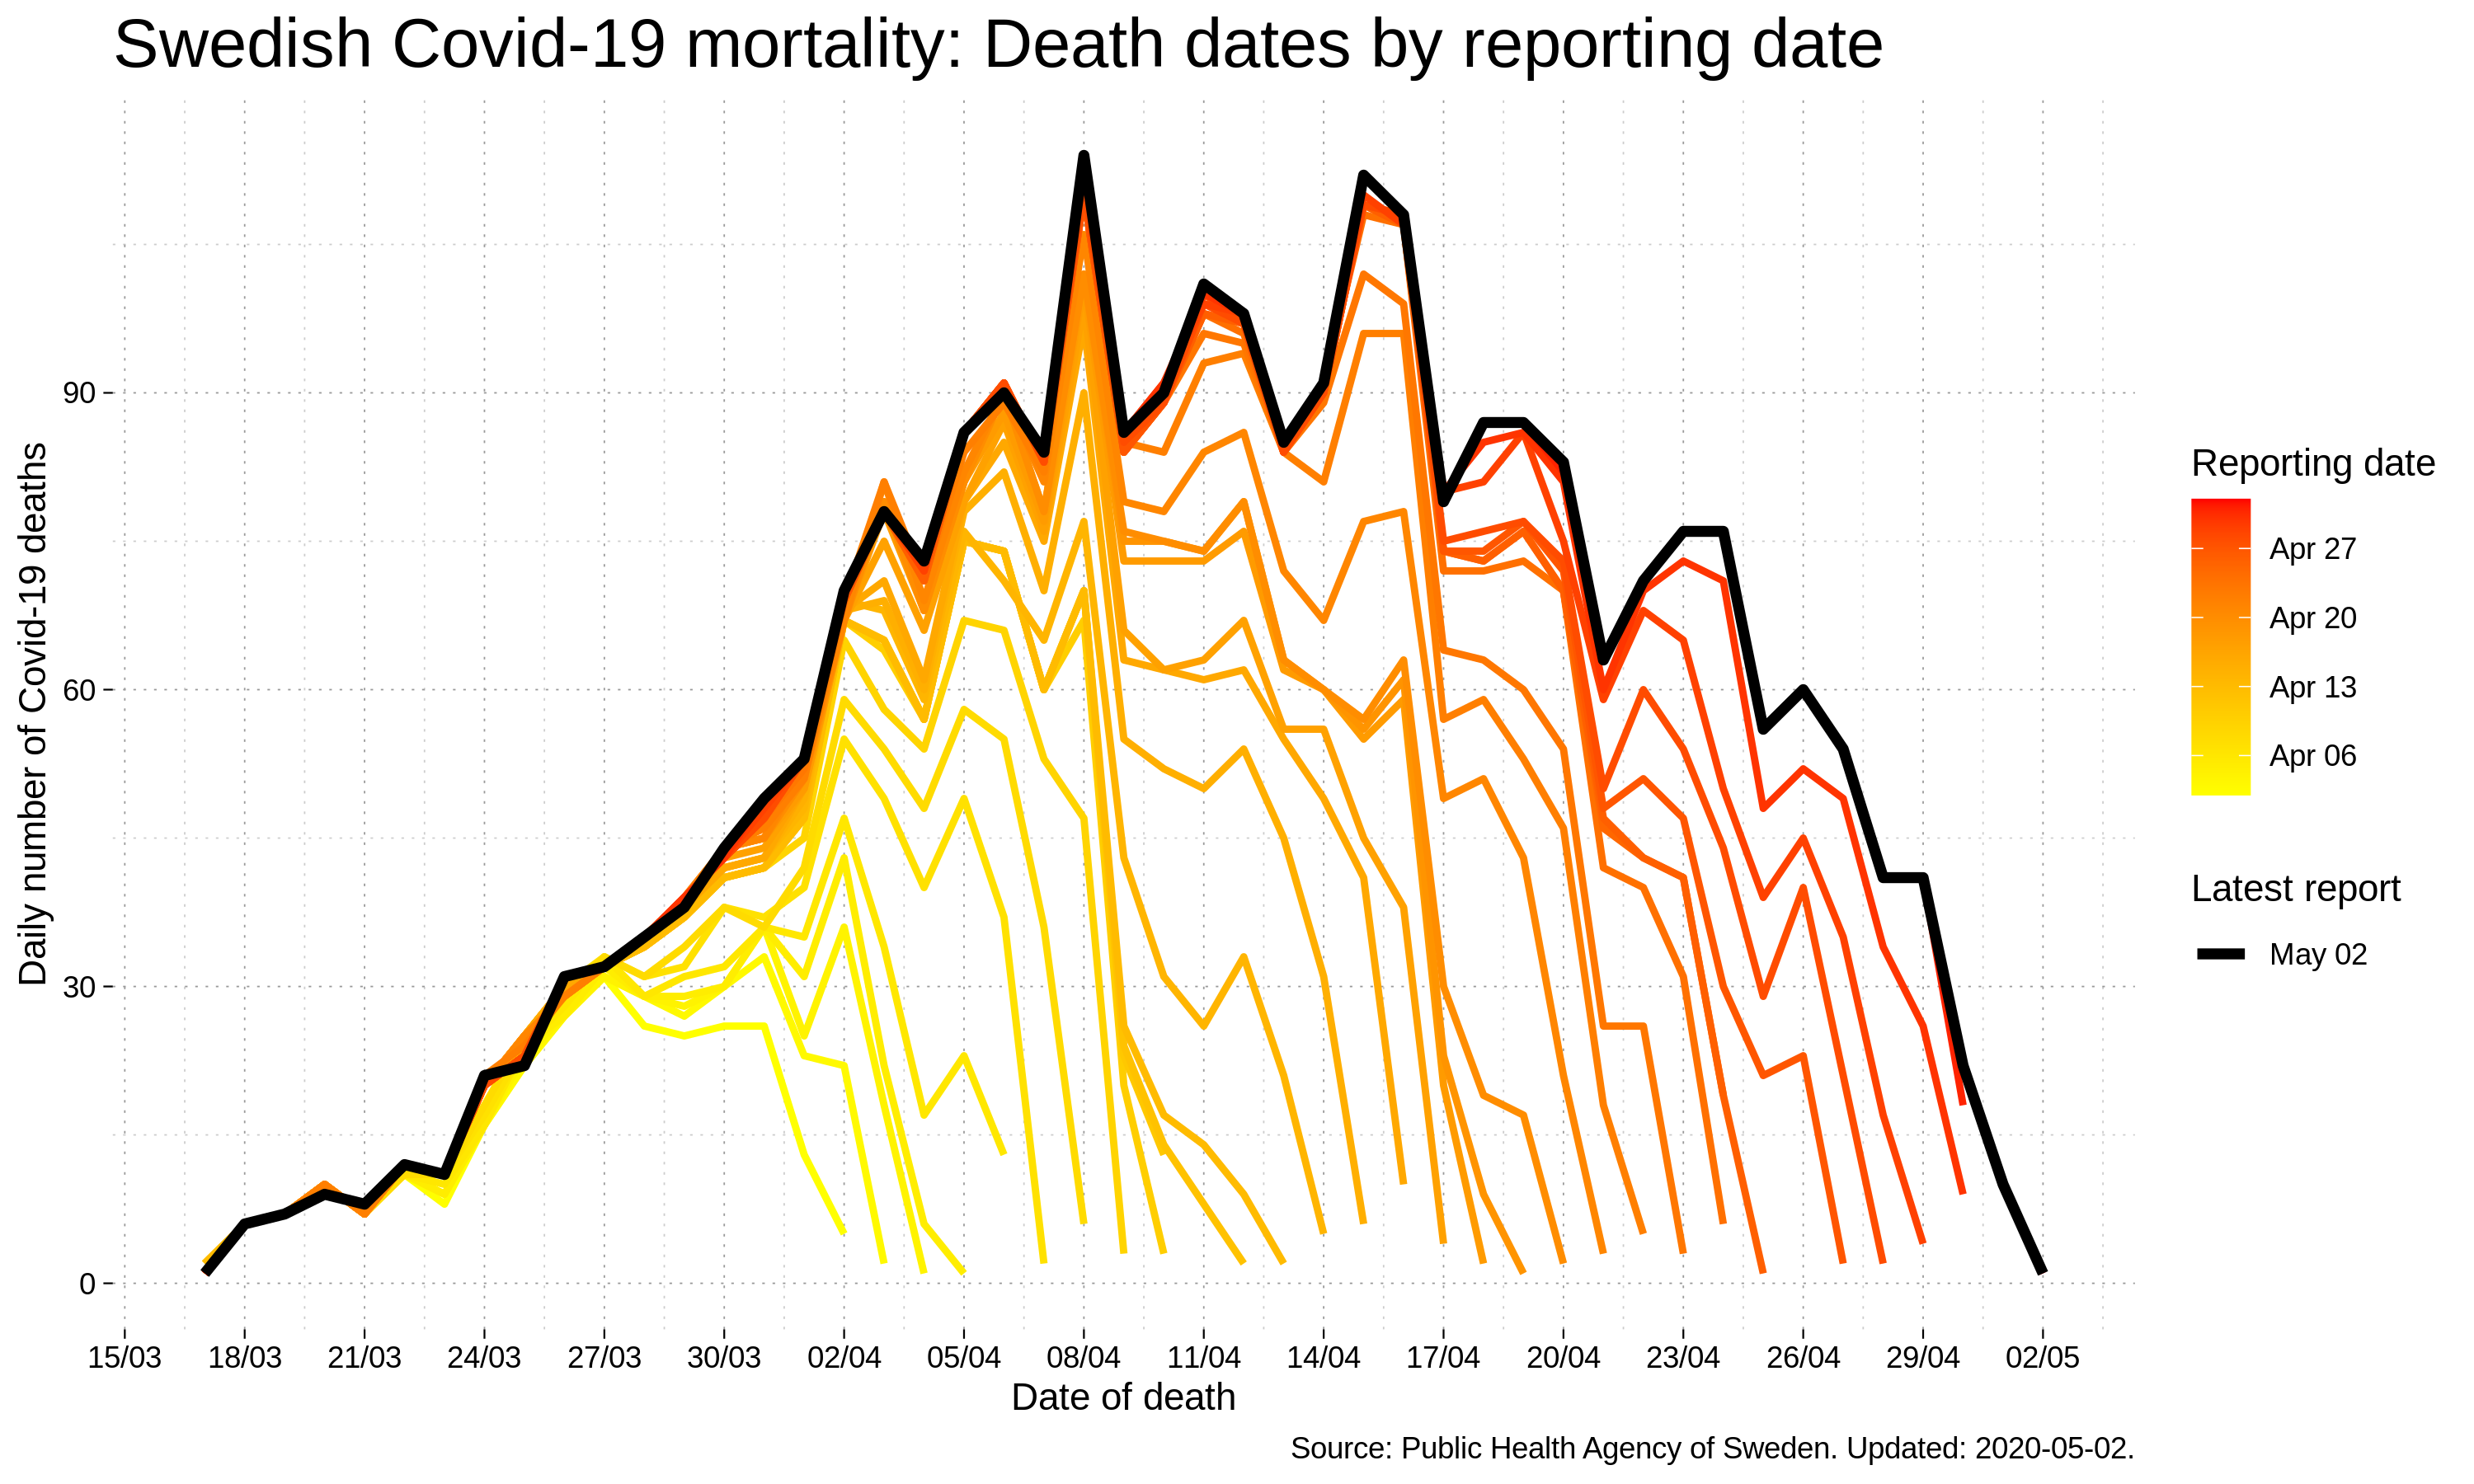 Swedish Covid-19 mortality: Death dates by reporting date
Daily number of Covid-19 deaths
90
60
30
0
15/03 18/03 21/03 24/03 27/03 30/03 02/04 05/04 08/04 11/04 14/04 17/04 20/04 23/04 26/04 29/04 02/05
Date of death
Reporting date
Apr 27
Apr 20
Apr 13
Apr 06
Latest report
May 02
Source: Public Health Agency of Sweden. Updated: 2020-05-02.